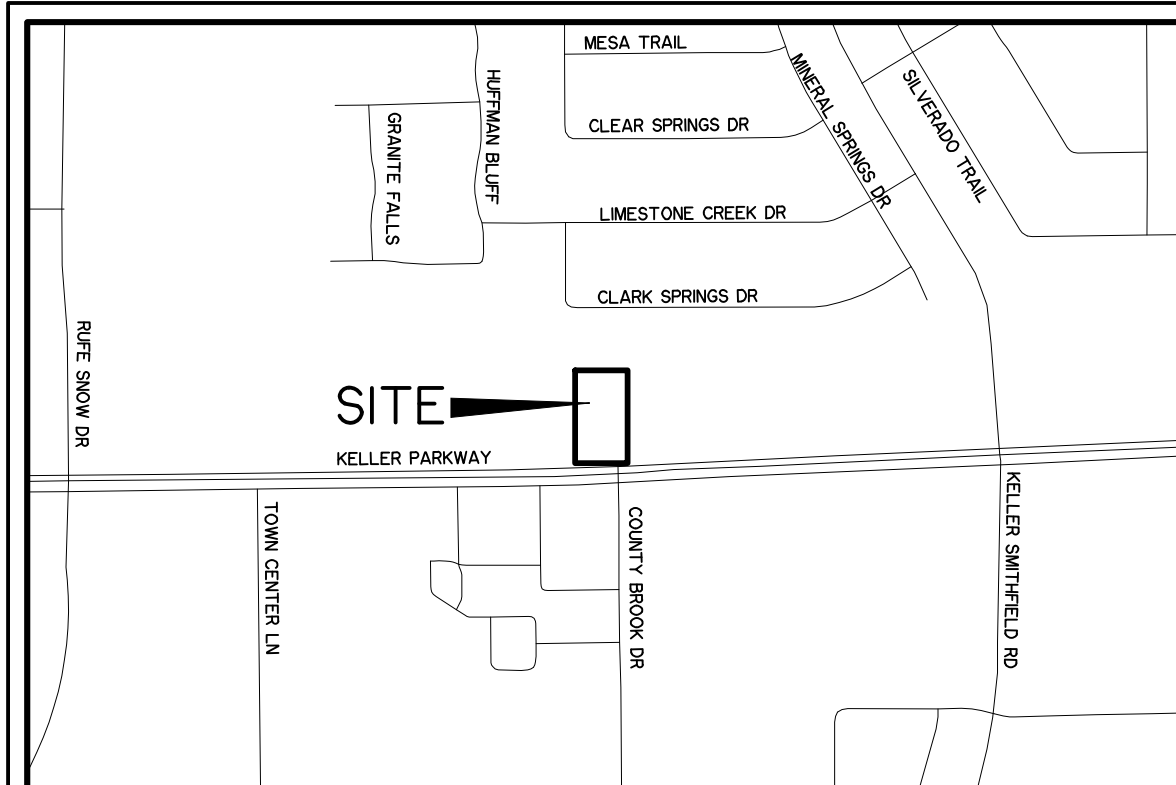 MESA TRAIL
HUFFMAN BLUFF
MINERAL SPRINGS DR
SILVERADO TRAIL
GRANITE FALLS
CLEAR SPRINGS DR
LIMESTONE CREEK DR
CLARK SPRINGS DR
RUFE SNOW DR
SITE
KELLER PARKWAY
TOWN CENTER LN
COUNTY BROOK DR
KELLER SMITHFIELD RD